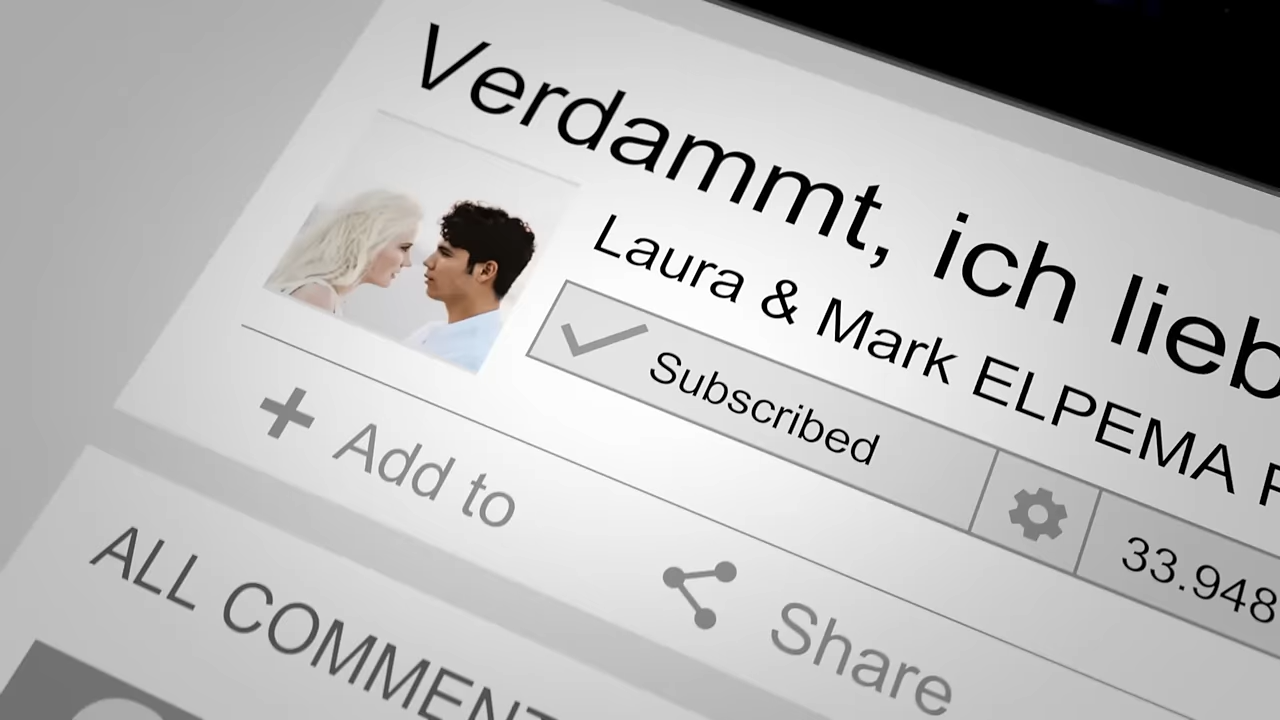 Verdammt, ich lieb
Laura & Mark ELPEMA
Subscribed
33.948
Add to
Share
ALL COMMENT